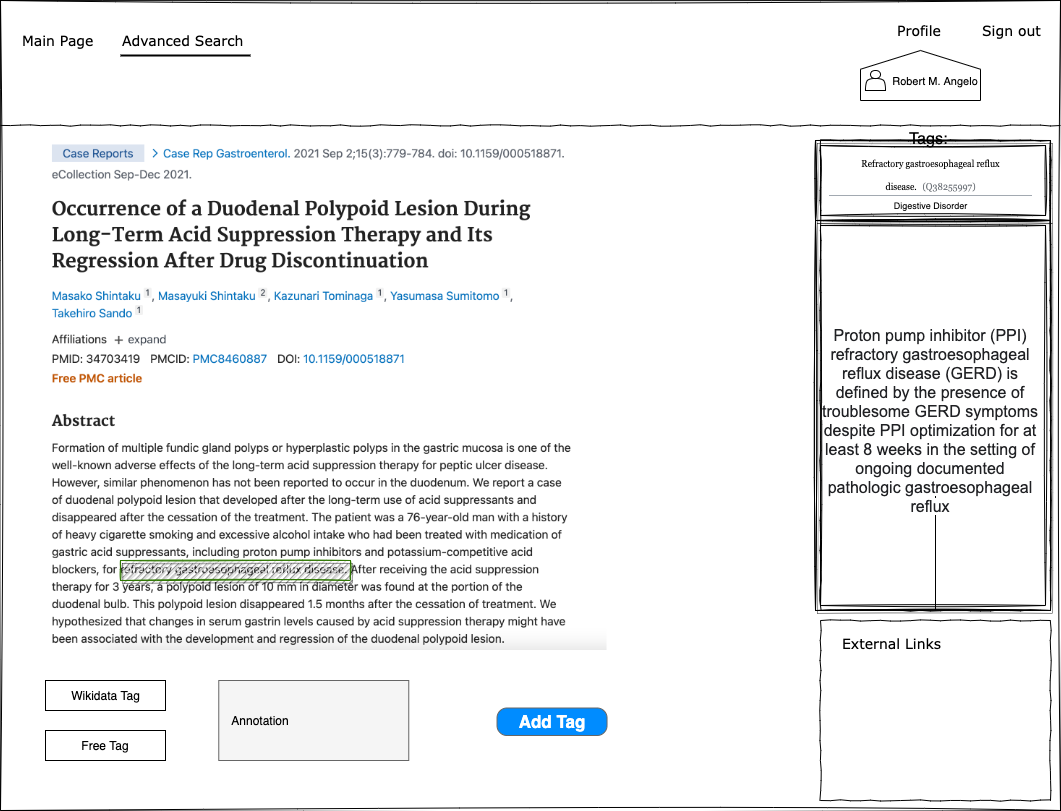 Main Page
Advanced Search
Profile
Sign out
Robert M. Angelo
Case Reports > Case Rep Gastroenterol. 2021 Sep 2;15(3):779-784. doi: 10.1159/000518871.
eCollection Sep-Dec 2021.
Occurrence of a Duodenal Polypoid Lesion During
Long-Term Acid Suppression Therapy and Its
Regression After Drug Discontinuation
Masako Shintaku 1, Masayuki Shintaku 2, Kazunari Tominaga 1, Yasumasa Sumitomo 1,
Takehiro Sando 1
Affiliations + expand
PMID: 34703419 PMCID: PMC8460887 DOI: 10.1159/000518871
Free PMC article
Abstract
Formation of multiple fundic gland polyps or hyperplastic polyps in the gastric mucosa is one of the
well-known adverse effects of the long-term acid suppression therapy for peptic ulcer disease.
However, similar phenomenon has not been reported to occur in the duodenum. We report a case
of duodenal polypoid lesion that developed after the long-term use of acid suppressants and
disappeared after the cessation of the treatment. The patient was a 76-year-old man with a history
of heavy cigarette smoking and excessive alcohol intake who had been treated with medication of
gastric acid suppressants, including proton pump inhibitors and potassium-competitive acid
blockers, for refractory gastroesophageal reflux disease. After receiving the acid suppression
therapy for 3 years, a polypoid lesion of 10 mm in diameter was found at the portion of the
duodenal bulb. This polypoid lesion disappeared 1.5 months after the cessation of treatment. We
hypothesized that changes in serum gastrin levels caused by acid suppression therapy might have
been associated with the development and regression of the duodenal polypoid lesion.
Wikidata Tag
Free Tag
Annotation
Add Tag
Tags:
Refractory gastroesophageal reflux
disease. (Q38255997)
Digestive Disorder
Proton pump inhibitor (PPI)
refractory gastroesophageal
reflux disease (GERD) is
defined by the presence of
troublesome GERD symptoms
despite PPI optimization for at
least 8 weeks in the setting of
ongoing documented
pathologic gastroesophageal
reflux
External Links